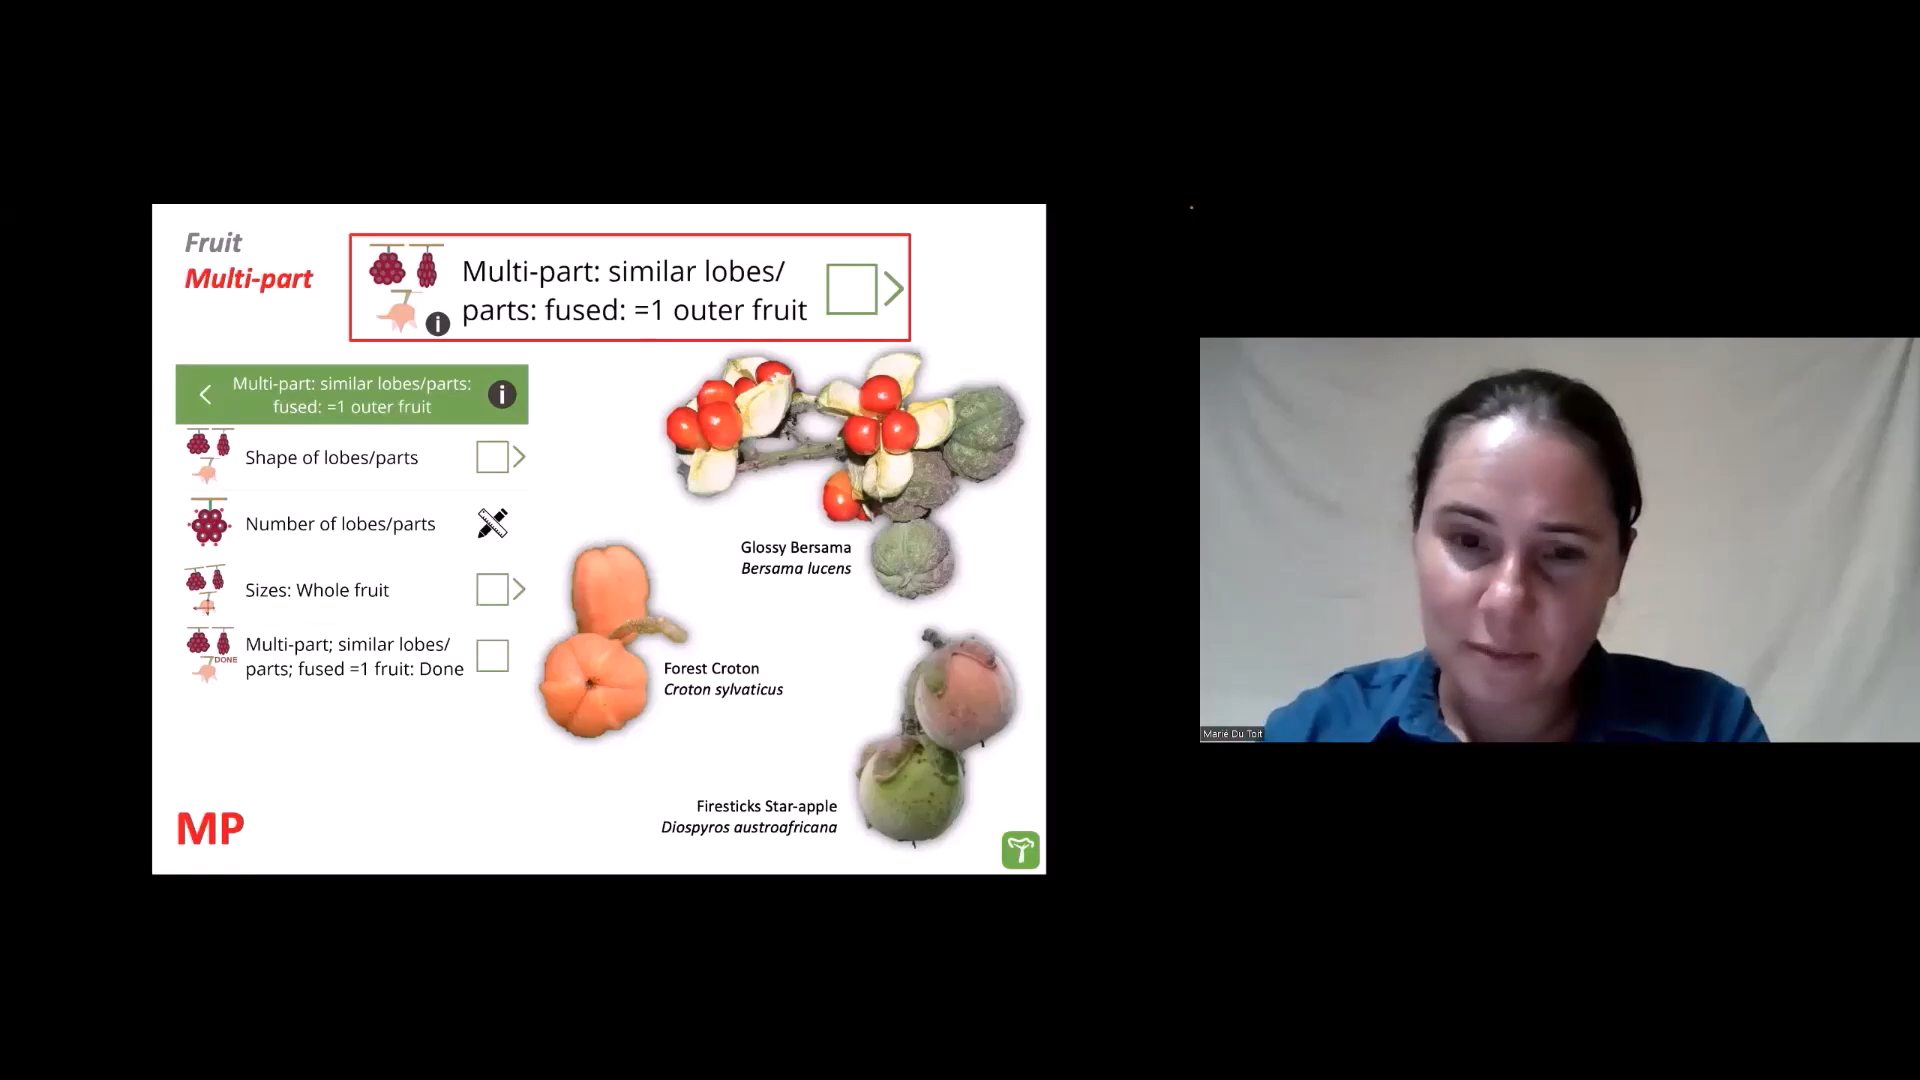 Fruit
Multi-part
Multi-part: similar lobes/
parts: fused: =1 outer fruit
i
Multi-part: similar lobes/parts:
fused: =1 outer fruit
i
Shape of lobes/parts
Number of lobes/parts
Sizes: Whole fruit
DONE
Multi-part; similar lobes/
parts; fused =1 fruit: Done
Glossy Bersama
Bersama lucens
Forest Croton
Croton sylvaticus
Firesticks Star-apple
Diospyros austroafricana
MP
Marié Du Toit